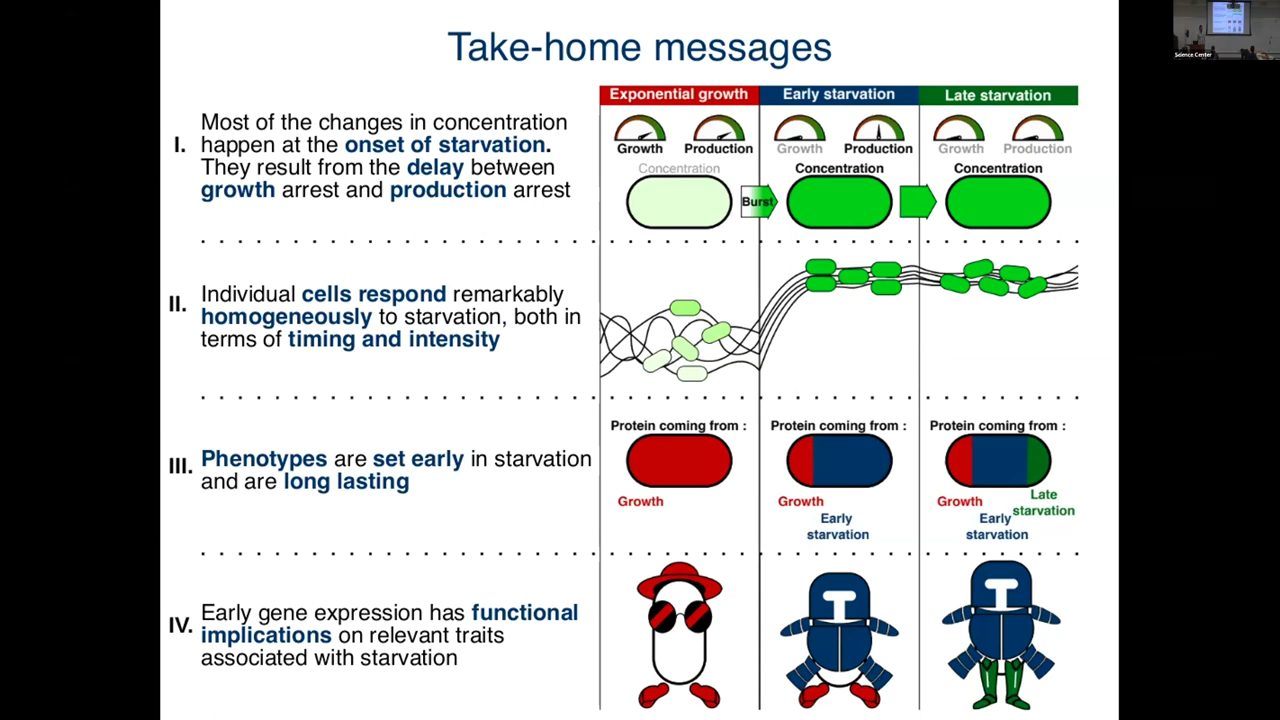 Science Center
Take-home messages
Exponential growth
Early starvation
Late starvation
I.
Most of the changes in concentration
happen at the onset of starvation.
They result from the delay between
growth arrest and production arrest
Growth
Production
Growth
Production
Growth
Production
Concentration
Concentration
Concentration
Burst
II.
Individual cells respond remarkably
homogeneously to starvation, both in
terms of timing and intensity
III.
Phenotypes are set early in starvation
and are long lasting
Protein coming from :
Protein coming from :
Protein coming from :
Growth
Growth
Early
starvation
Growth
Early
starvation
Late
starvation
IV.
Early gene expression has functional
implications on relevant traits
associated with starvation